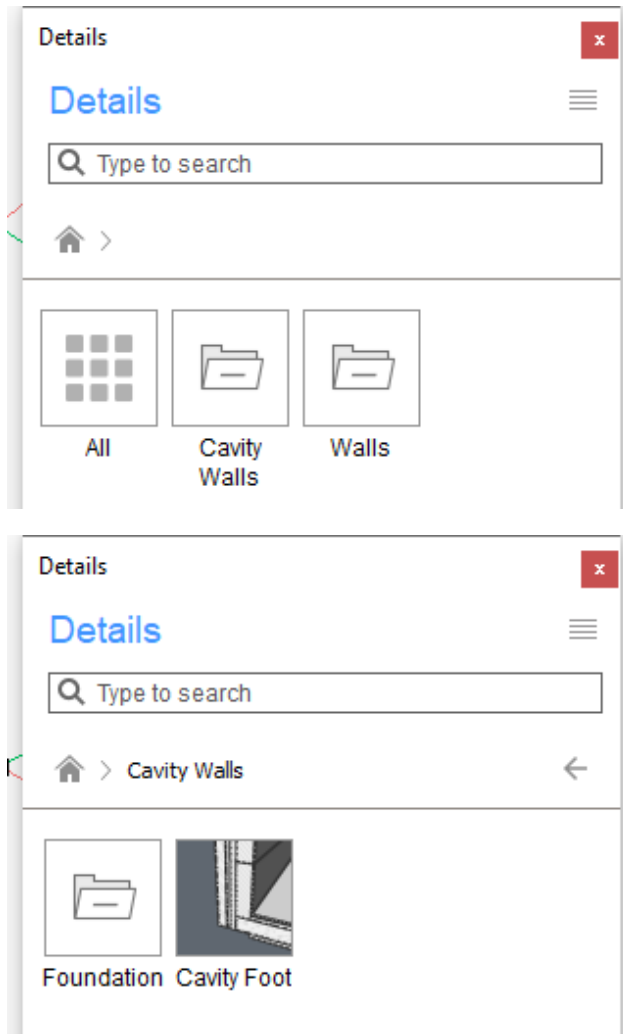 Details
x
Details
Type to search
All
Cavity
Walls
Walls
Details
x
Details
Type to search
Cavity Walls
Foundation
Cavity Foot